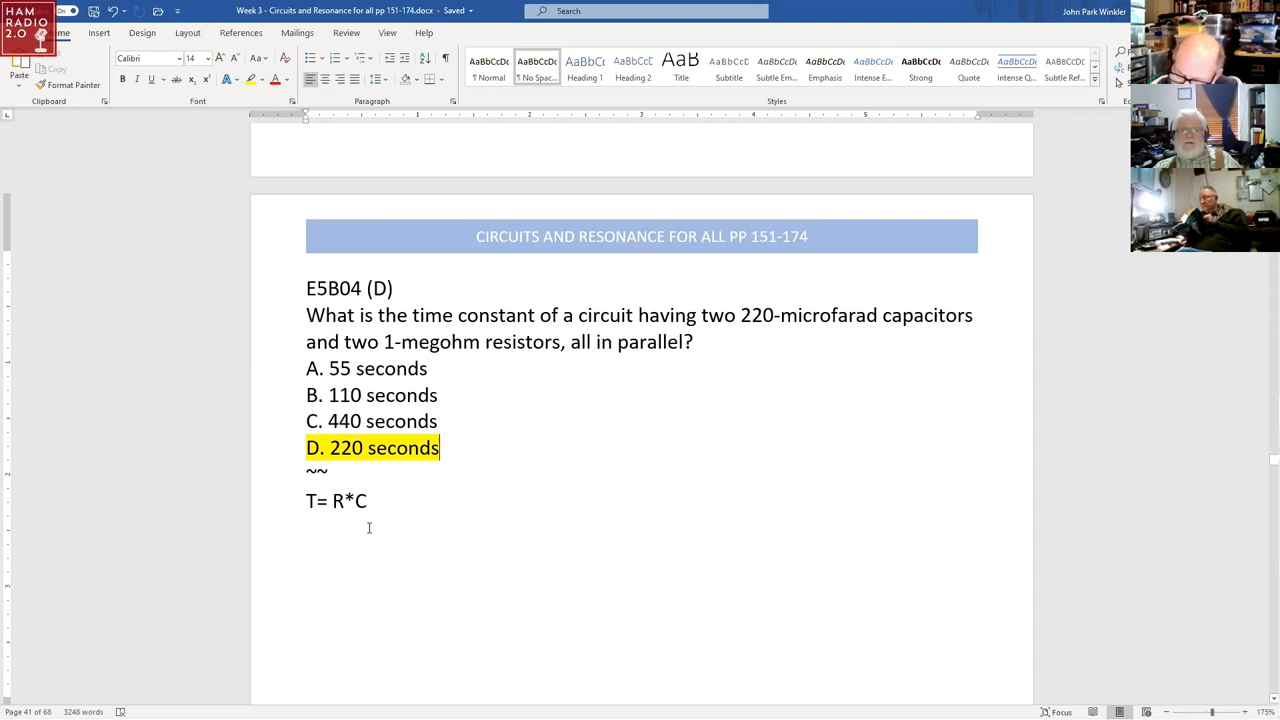 HAM
RADIO
2.0
Week 3 - Circuits and Resonance for all pp 151-174.docx - Saved
Search
John Park Winkler
Home Insert Design Layout References Mailings Review View Help
Paste
Copy
Format Painter
Calibri 14
AaBbCcDc AaBbCcDc AaBbC AaBbCc AaB AaBbCcD AaBbCcDc AaBbCcDc AaBbCcDc AaBbCcDc AaBbCcDc AaBbCcDc AaBbCcDc
¶ Normal ¶ No Spac... Heading 1 Heading 2 Title Subtitle Subtle Em... Emphasis Intense E... Strong Quote Intense Q... Subtle Ref...
Clipboard Font Paragraph Styles
CIRCUITS AND RESONANCE FOR ALL PP 151-174
E5B04 (D)
What is the time constant of a circuit having two 220-microfarad capacitors
and two 1-megohm resistors, all in parallel?
A. 55 seconds
B. 110 seconds
C. 440 seconds
D. 220 seconds
~~
T= R*C
Page 41 of 68 3248 words
Focus
175%